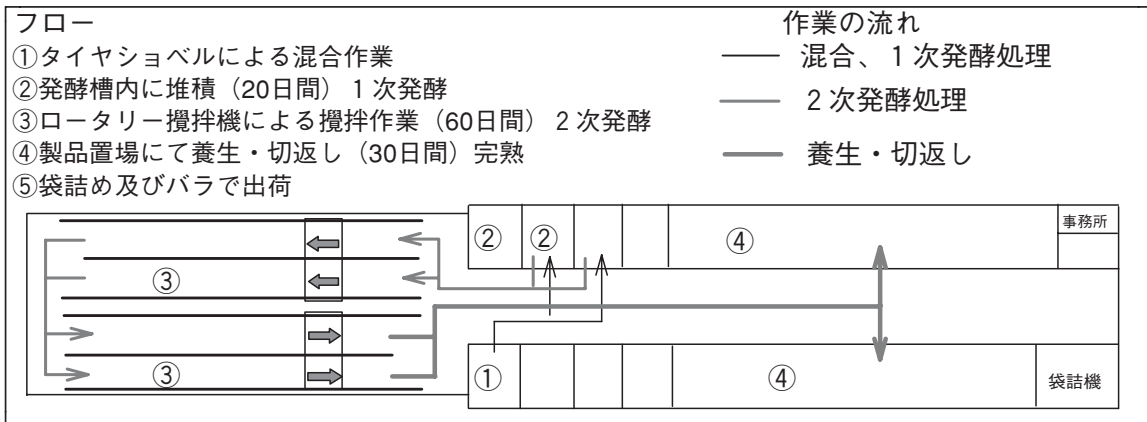 フロー
①タイヤショベルによる混合作業
②発酵槽内に堆積（20日間）１次発酵
③ロータリー攪拌機による攪拌作業（60日間）２次発酵
④製品置場にて養生・切返し（30日間）完熟
⑤袋詰め及びバラで出荷
作業の流れ
混合、１次発酵処理
２次発酵処理
養生・切返し
②
②
④
事務所
③
③
①
④
袋詰機